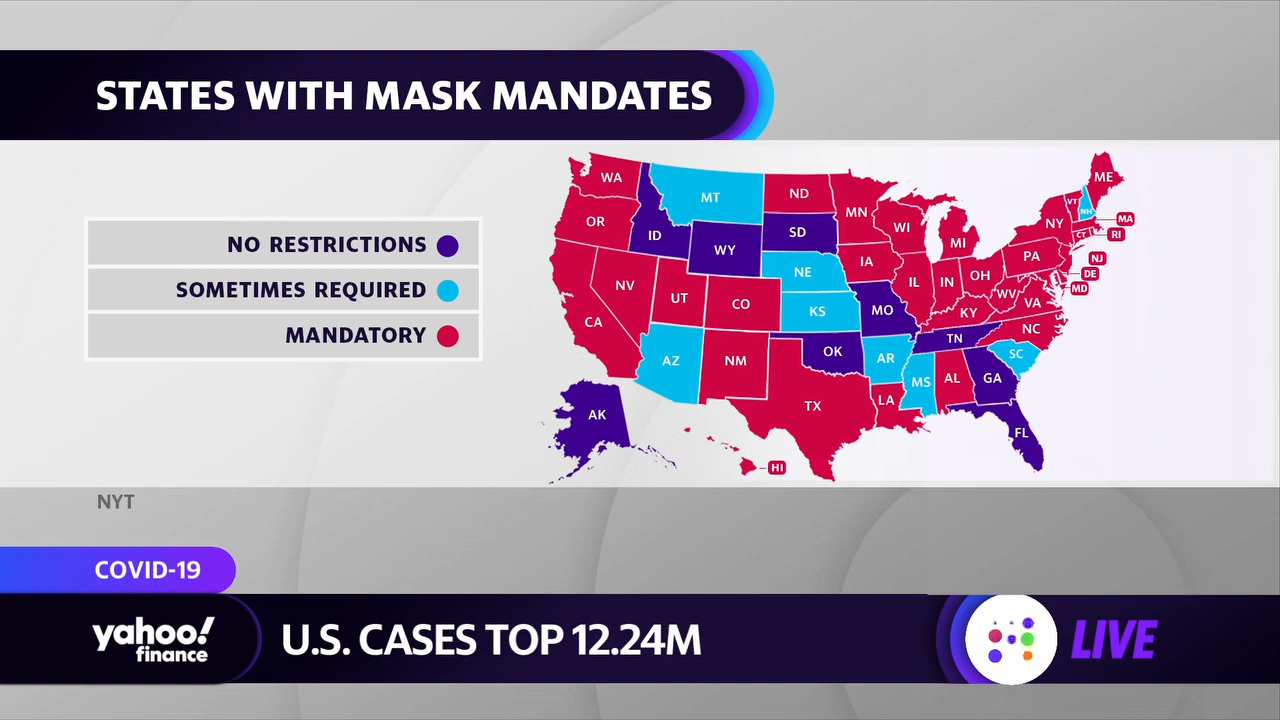 STATES WITH MASK MANDATES
NO RESTRICTIONS
SOMETIMES REQUIRED
MANDATORY
WA
MT
ND
MN
ME
OR
ID
WY
SD
WI
MI
NY
VT
NH
MA
CT
RI
NV
UT
CO
NE
IA
IL
IN
OH
PA
NJ
DE
MD
CA
KS
MO
KY
WV
VA
AZ
NM
OK
AR
TN
NC
SC
TX
LA
MS
AL
GA
FL
AK
HI
NYT
COVID-19
yahoo!
finance
U.S. CASES TOP 12.24M
LIVE